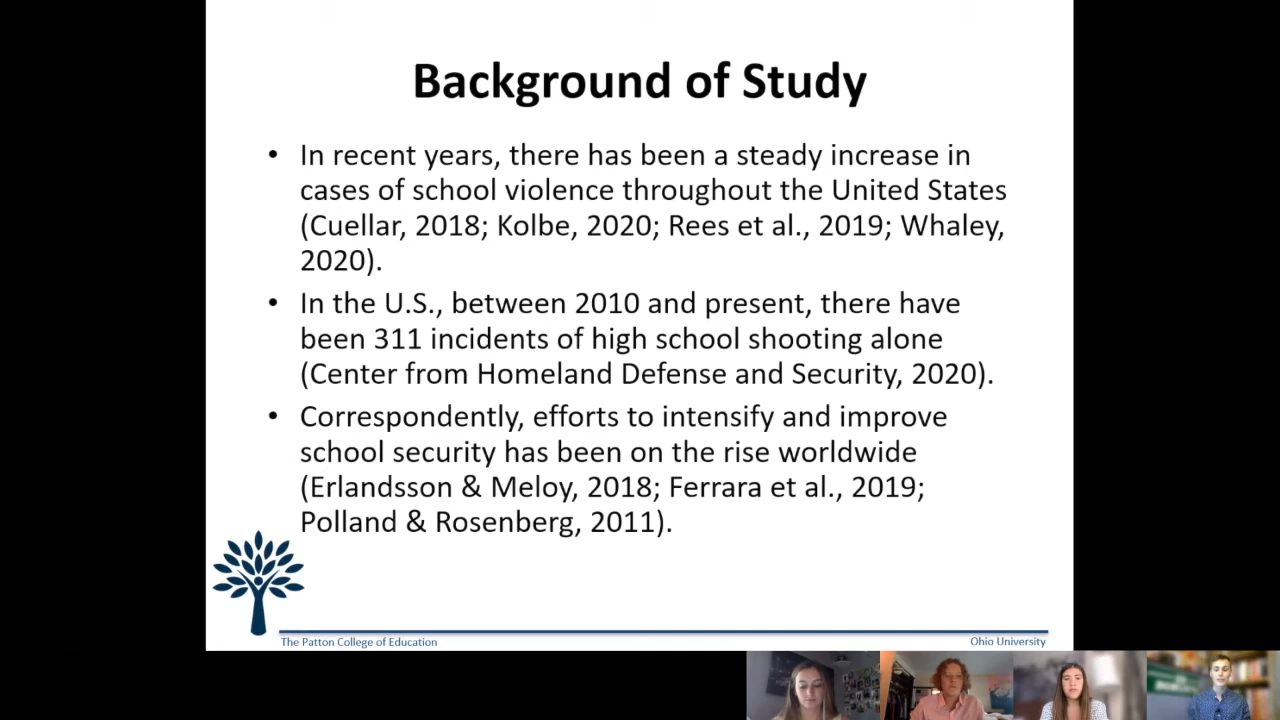 Background of Study
• In recent years, there has been a steady increase in
cases of school violence throughout the United States
(Cuellar, 2018; Kolbe, 2020; Rees et al., 2019; Whaley,
2020).
• In the U.S., between 2010 and present, there have
been 311 incidents of high school shooting alone
(Center from Homeland Defense and Security, 2020).
• Correspondently, efforts to intensify and improve
school security has been on the rise worldwide
(Erlandsson & Meloy, 2018; Ferrara et al., 2019;
Polland & Rosenberg, 2011).
The Patton College of Education
Ohio University